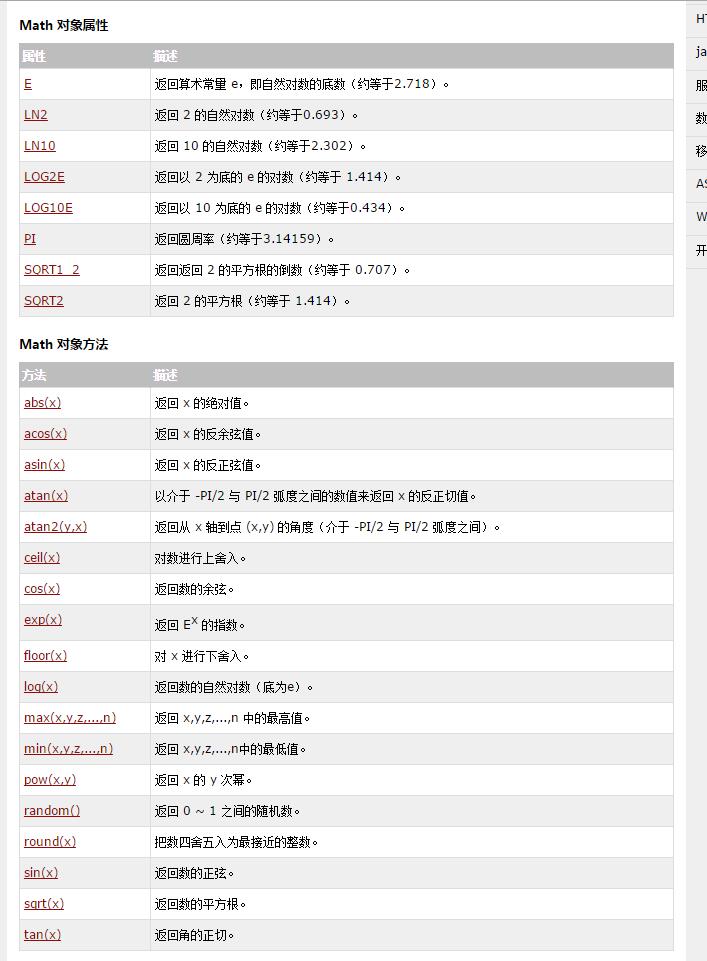 Math 对象属性
属性 描述
E 返回算术常量 e，即自然对数的底数（约等于2.718）。
LN2 返回 2 的自然对数（约等于0.693）。
LN10 返回 10 的自然对数（约等于2.302）。
LOG2E 返回以 2 为底的 e 的对数（约等于 1.414）。
LOG10E 返回以 10 为底的 e 的对数（约等于0.434）。
PI 返回圆周率（约等于3.14159）。
SQRT1_2 返回返回 2 的平方根的倒数（约等于 0.707）。
SQRT2 返回 2 的平方根（约等于 1.414）。
Math 对象方法
方法 描述
abs(x) 返回 x 的绝对值。
acos(x) 返回 x 的反余弦值。
asin(x) 返回 x 的反正弦值。
atan(x) 以介于 -PI/2 与 PI/2 弧度之间的数值来返回 x 的反正切值。
atan2(y,x) 返回从 x 轴到点 (x,y) 的角度（介于 -PI/2 与 PI/2 弧度之间）。
ceil(x) 对数进行上舍入。
cos(x) 返回数的余弦。
exp(x) 返回 Eˣ 的指数。
floor(x) 对 x 进行下舍入。
log(x) 返回数的自然对数（底为e）。
max(x,y,z,...,n) 返回 x,y,z,...,n 中的最高值。
min(x,y,z,...,n) 返回 x,y,z,...,n中的最低值。
pow(x,y) 返回 x 的 y 次幂。
random() 返回 0 ~ 1 之间的随机数。
round(x) 把数四舍五入为最接近的整数。
sin(x) 返回数的正弦。
sqrt(x) 返回数的平方根。
tan(x) 返回角的正切。
ja
服
数
移
W
开